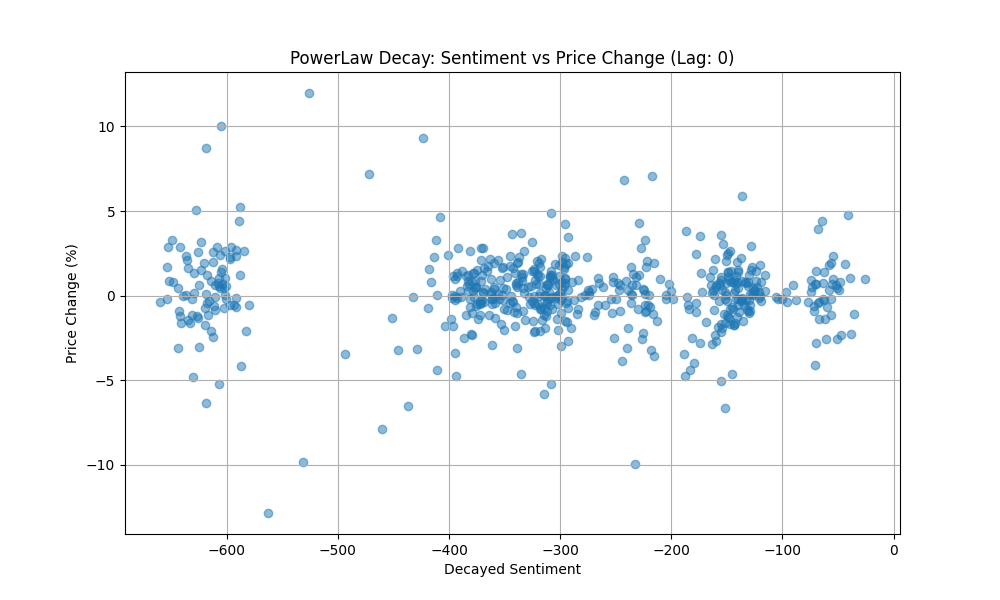 PowerLaw Decay: Sentiment vs Price Change (Lag: 0)
Price Change (%)
10
5
0
−5
−10
−600 −500 −400 −300 −200 −100 0
Decayed Sentiment